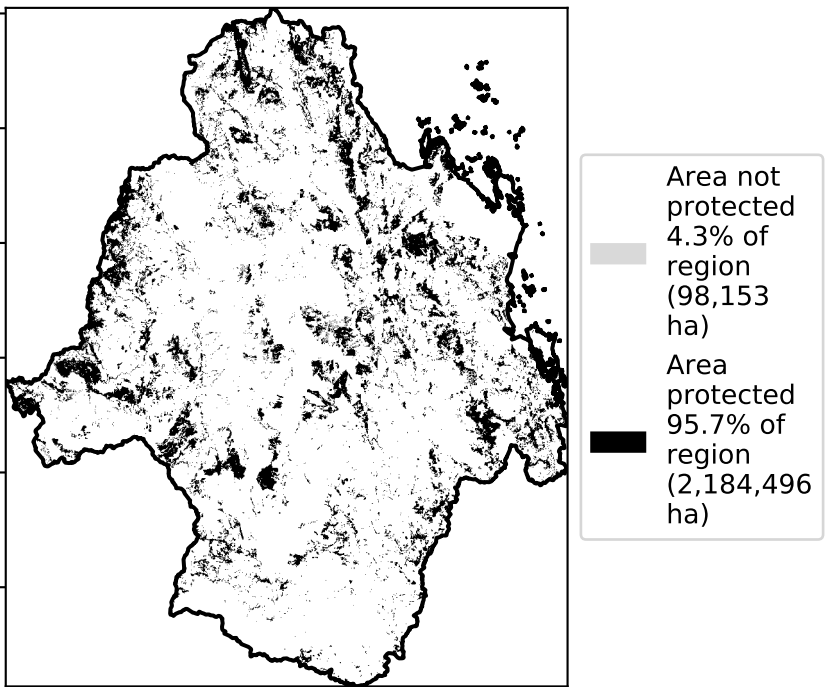 Area not
protected
4.3% of
region
(98,153
ha)
Area
protected
95.7% of
region
(2,184,496
ha)